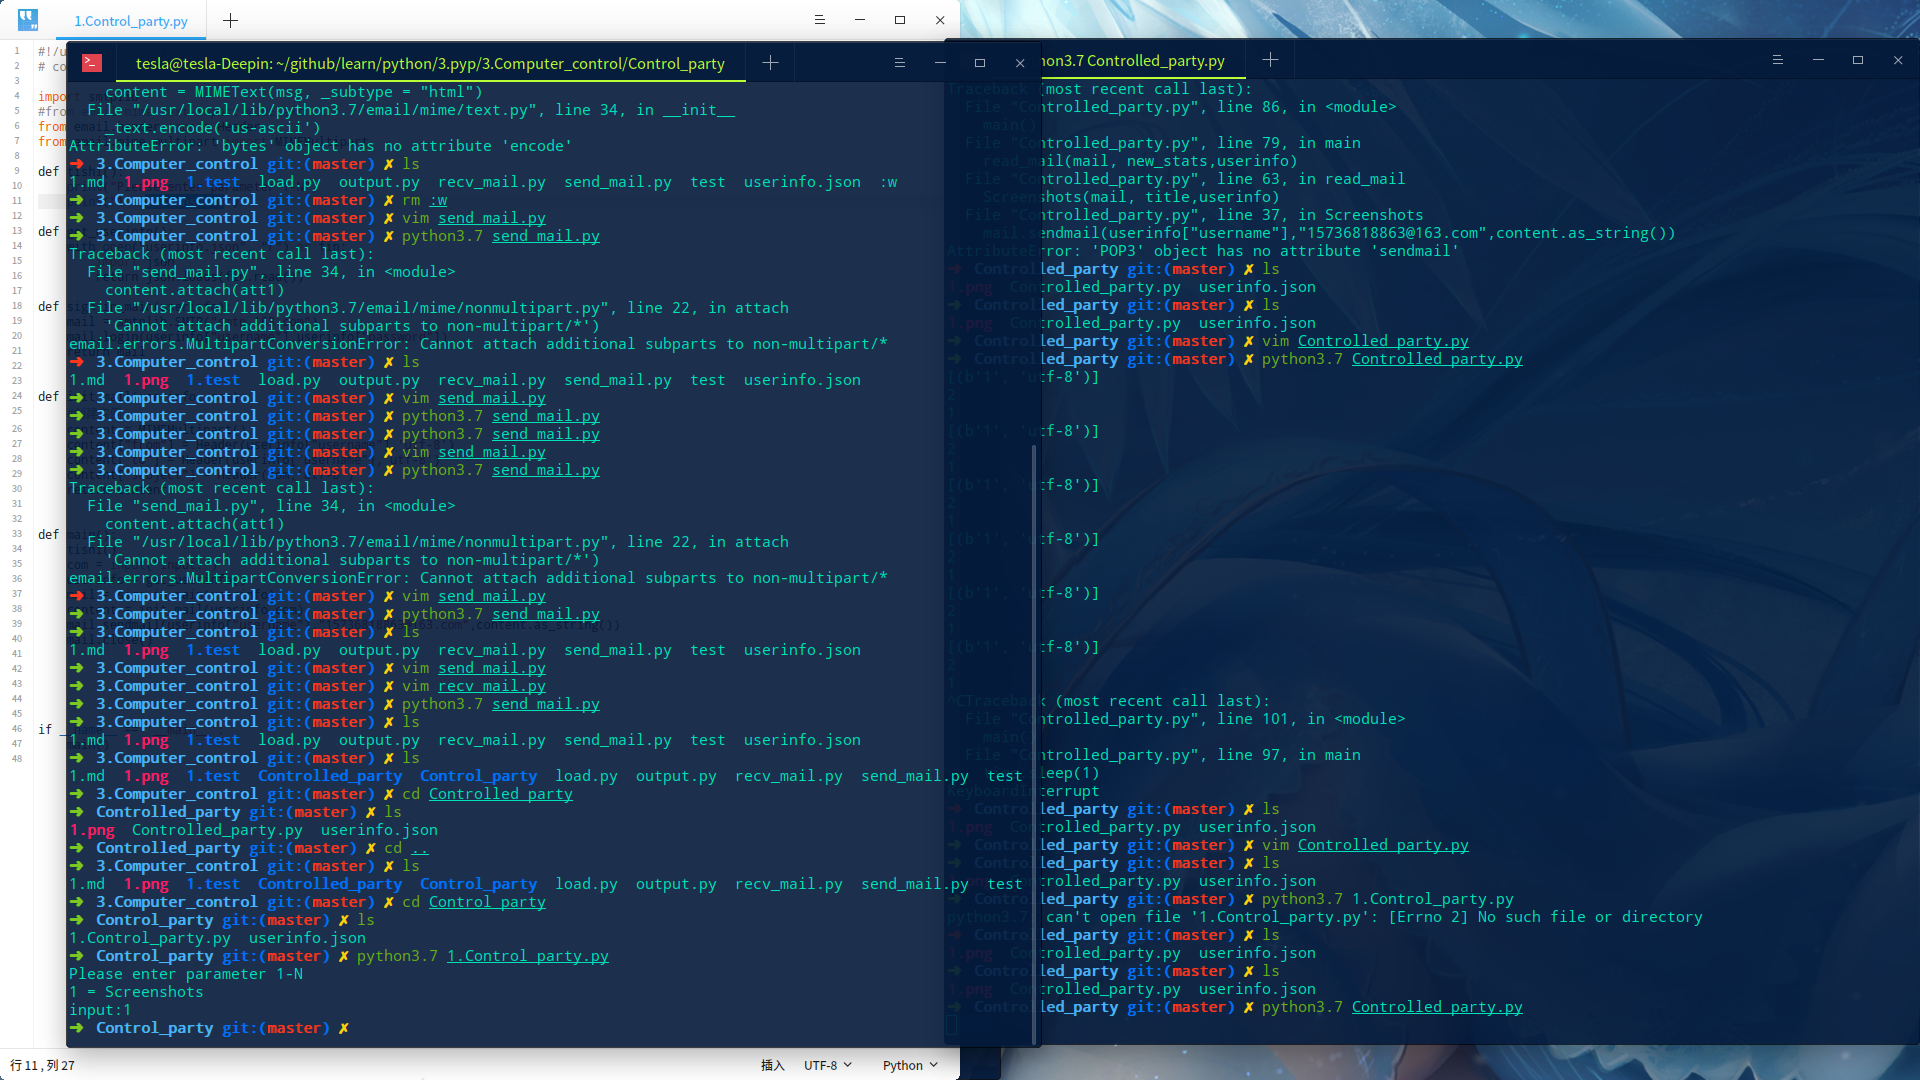 1.Control_party.py
tesla@tesla-Deepin: ~/github/learn/python/3.pyp/3.Computer_control/Control_party
content = MIMEText(msg, _subtype = "html")
File "/usr/local/lib/python3.7/email/mime/text.py", line 34, in __init__
_text.encode('us-ascii')
AttributeError: 'bytes' object has no attribute 'encode'
➜ 3.Computer_control git:(master) ✗ ls
1.md 1.png 1.test load.py output.py recv_mail.py send_mail.py test userinfo.json :w
➜ 3.Computer_control git:(master) ✗ rm :w
➜ 3.Computer_control git:(master) ✗ vim send_mail.py
➜ 3.Computer_control git:(master) ✗ python3.7 send_mail.py
Traceback (most recent call last):
File "send_mail.py", line 34, in <module>
content.attach(att1)
File "/usr/local/lib/python3.7/email/mime/nonmultipart.py", line 22, in attach
'Cannot attach additional subparts to non-multipart/*')
email.errors.MultipartConversionError: Cannot attach additional subparts to non-multipart/*
➜ 3.Computer_control git:(master) ✗ ls
1.md 1.png 1.test load.py output.py recv_mail.py send_mail.py test userinfo.json
➜ 3.Computer_control git:(master) ✗ vim send_mail.py
➜ 3.Computer_control git:(master) ✗ python3.7 send_mail.py
➜ 3.Computer_control git:(master) ✗ python3.7 send_mail.py
➜ 3.Computer_control git:(master) ✗ vim send_mail.py
➜ 3.Computer_control git:(master) ✗ python3.7 send_mail.py
Traceback (most recent call last):
File "send_mail.py", line 34, in <module>
content.attach(att1)
File "/usr/local/lib/python3.7/email/mime/nonmultipart.py", line 22, in attach
'Cannot attach additional subparts to non-multipart/*')
email.errors.MultipartConversionError: Cannot attach additional subparts to non-multipart/*
➜ 3.Computer_control git:(master) ✗ vim send_mail.py
➜ 3.Computer_control git:(master) ✗ python3.7 send_mail.py
➜ 3.Computer_control git:(master) ✗ ls
1.md 1.png 1.test load.py output.py recv_mail.py send_mail.py test userinfo.json
➜ 3.Computer_control git:(master) ✗ vim send_mail.py
➜ 3.Computer_control git:(master) ✗ vim recv_mail.py
➜ 3.Computer_control git:(master) ✗ python3.7 send_mail.py
➜ 3.Computer_control git:(master) ✗ ls
1.md 1.png 1.test load.py output.py recv_mail.py send_mail.py test userinfo.json
➜ 3.Computer_control git:(master) ✗ ls
1.md 1.png 1.test Controlled_party Control_party load.py output.py recv_mail.py send_mail.py test
➜ 3.Computer_control git:(master) ✗ cd Controlled_party
➜ Controlled_party git:(master) ✗ ls
1.png Controlled_party.py userinfo.json
➜ Controlled_party git:(master) ✗ cd ..
➜ 3.Computer_control git:(master) ✗ ls
1.md 1.png 1.test Controlled_party Control_party load.py output.py recv_mail.py send_mail.py test
➜ 3.Computer_control git:(master) ✗ cd Control_party
➜ Control_party git:(master) ✗ ls
1.Control_party.py userinfo.json
➜ Control_party git:(master) ✗ python3.7 1.Control_party.py
Please enter parameter 1-N
1 = Screenshots
input:1
➜ Control_party git:(master) ✗
hon3.7 Controlled_party.py
Traceback (most recent call last):
File "Controlled_party.py", line 86, in <module>
main()
File "Controlled_party.py", line 79, in main
read_mail(mail, new_stats,userinfo)
File "Controlled_party.py", line 63, in read_mail
Screenshots(mail, title,userinfo)
File "Controlled_party.py", line 37, in Screenshots
mail.sendmail(userinfo["username"],"15736818863@163.com",content.as_string())
AttributeError: 'POP3' object has no attribute 'sendmail'
➜ Controlled_party git:(master) ✗ ls
1.png Controlled_party.py userinfo.json
➜ Controlled_party git:(master) ✗ ls
1.png Controlled_party.py userinfo.json
➜ Controlled_party git:(master) ✗ vim Controlled_party.py
➜ Controlled_party git:(master) ✗ python3.7 Controlled_party.py
[(b'1', 'utf-8')]
2
1
[(b'1', 'utf-8')]
2
1
[(b'1', 'utf-8')]
2
1
[(b'1', 'utf-8')]
2
1
[(b'1', 'utf-8')]
2
1
[(b'1', 'utf-8')]
2
1
^CTraceback (most recent call last):
File "Controlled_party.py", line 101, in <module>
main()
File "Controlled_party.py", line 97, in main
sleep(1)
KeyboardInterrupt
➜ Controlled_party git:(master) ✗ ls
1.png Controlled_party.py userinfo.json
➜ Controlled_party git:(master) ✗ vim Controlled_party.py
➜ Controlled_party git:(master) ✗ ls
1.png Controlled_party.py userinfo.json
➜ Controlled_party git:(master) ✗ python3.7 1.Control_party.py
python3.7: can't open file '1.Control_party.py': [Errno 2] No such file or directory
➜ Controlled_party git:(master) ✗ ls
1.png Controlled_party.py userinfo.json
➜ Controlled_party git:(master) ✗ ls
1.png Controlled_party.py userinfo.json
➜ Controlled_party git:(master) ✗ python3.7 Controlled_party.py
行 11 , 列 27
插入 UTF-8 Python